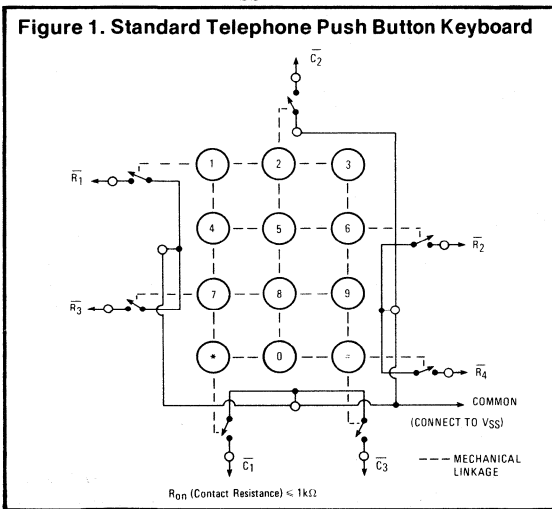 Figure 1. Standard Telephone Push Button Keyboard
C̅2
1 2 3
R̅1
4 5 6
R̅2
7 8 9
R̅3
* 0 #
R̅4
COMMON
(CONNECT TO VSS)
C̅1 C̅3
---- MECHANICAL
LINKAGE
Ron (Contact Resistance) ⩽ 1kΩ